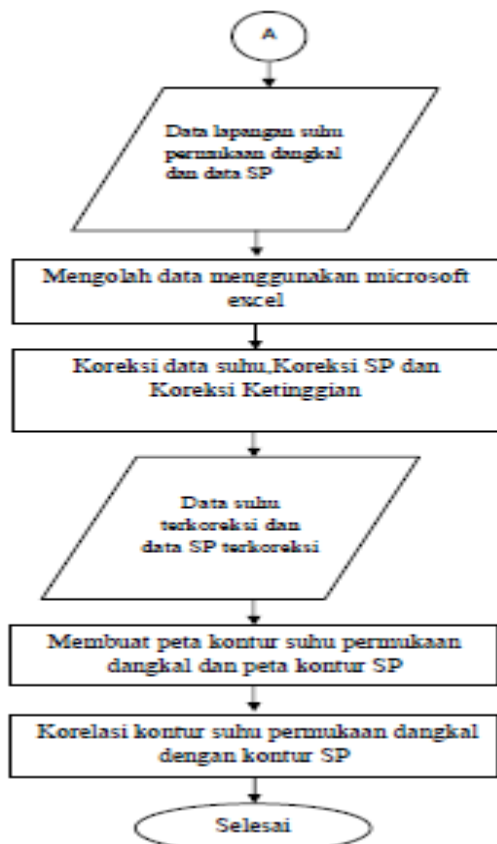 A
Data lapangan suhu
permukaan dangkal
dan data SP
Mengolah data menggunakan microsoft
excel
Koreksi data suhu,Koreksi SP dan
Koreksi Ketinggian
Data suhu
terkoreksi dan
data SP terkoreksi
Membuat peta kontur suhu permukaan
dangkal dan peta kontur SP
Korelasi kontur suhu permukaan dangkal
dengan kontur SP
Selesai